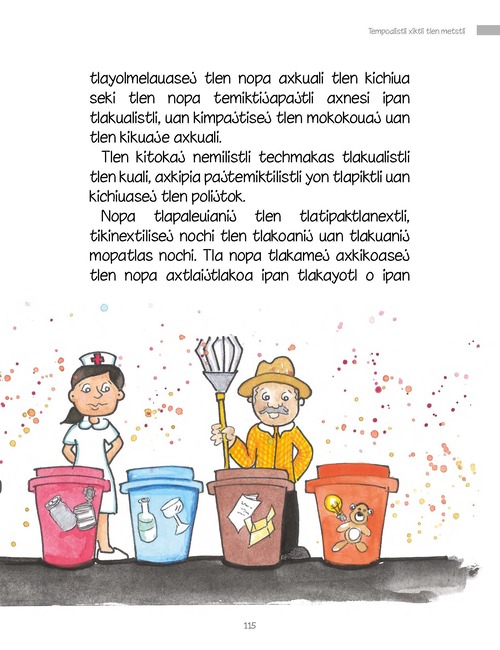 Tempoalistli xiktli tlen metstli
tlayolmelauasej tlen nopa axkuali tlen kichiua
seki tlen nopa temiktijapajtli axnesi ipan
tlakualistli, uan kimpajtisej tlen mokokouaj uan
tlen kikuaje axkuali.
Tlen kitokaj nemilistli techmakas tlakualistli
tlen kuali, axkipia pajtemiktilistli yon tlapiktli uan
kichiuasej tlen polijtok.
Nopa tlapaleuianij tlen tlatipaktlanextli,
tikinextilisej nochi tlen tlakoanij uan tlakuanij
mopatlas nochi. Tla nopa tlakamej axkikoasej
tlen nopa axtlajtlakoa ipan tlakayotl o ipan
115